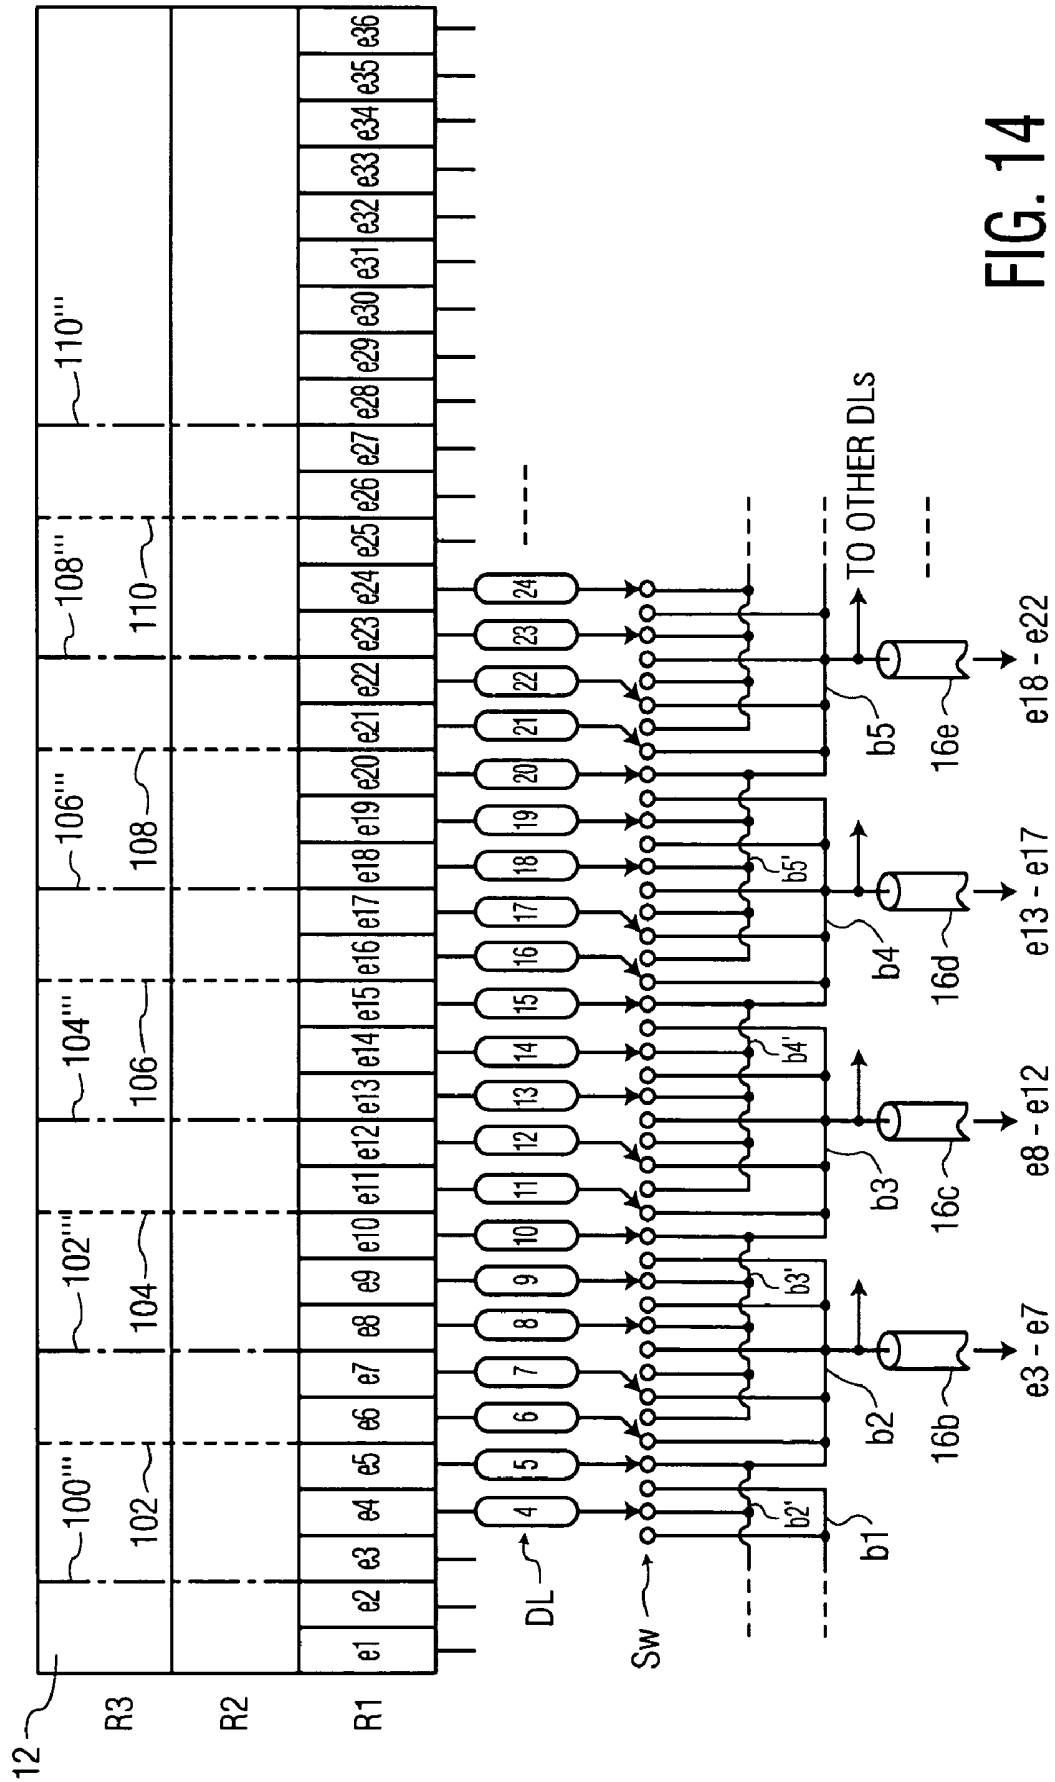 12
100'''
102'''
104'''
106'''
108'''
110'''
102
104
106
108
110
R3
R2
R1
e1 e2 e3 e4 e5 e6 e7 e8 e9 e10 e11 e12 e13 e14 e15 e16 e17 e18 e19 e20 e21 e22 e23 e24 e25 e26 e27 e28 e29 e30 e31 e32 e33 e34 e35 e36
DL
4 5 6 7 8 9 10 11 12 13 14 15 16 17 18 19 20 21 22 23 24
Sw
b2' b3' b4' b5'
b1 b2 b3 b4 b5
TO OTHER DLs
16b 16c 16d 16e
e3 - e7 e8 - e12 e13 - e17 e18 - e22
FIG. 14